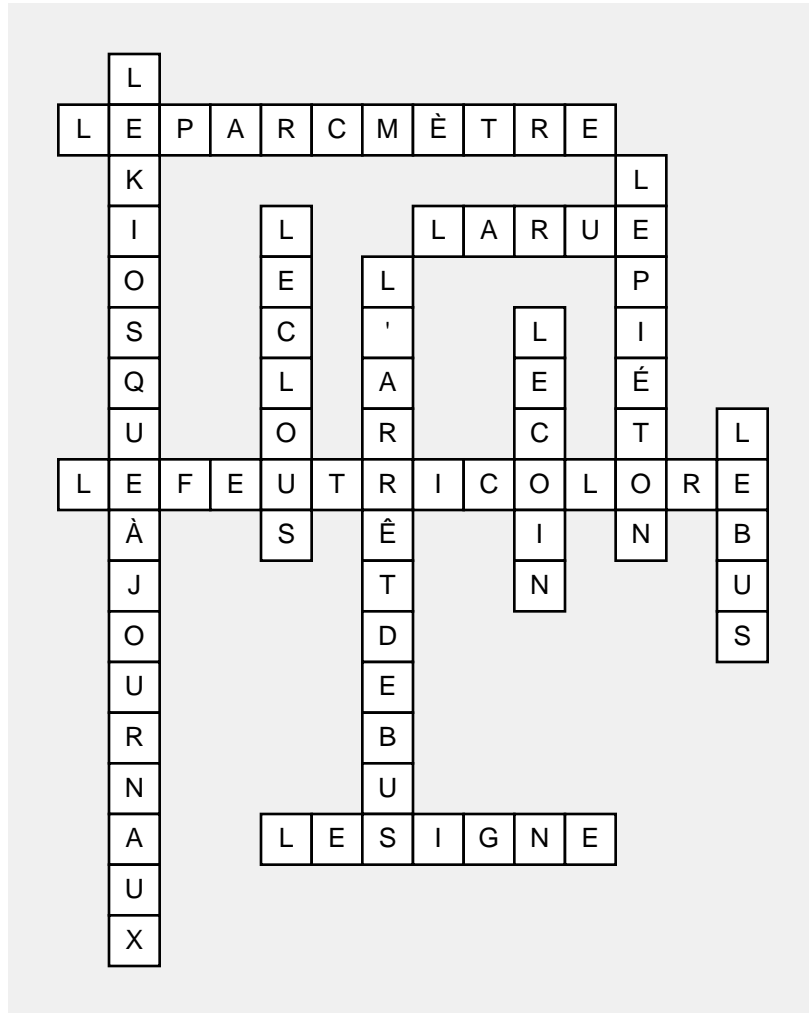 LEKIOSQUEÀJOURNAUX
LEPARCMÈTRE
LEPIÉTON
LECLOUS
LARUE
L'ARRÊTDEBUS
LECOIN
LEBUS
LEFEUTRICOLORE
LESIGNE